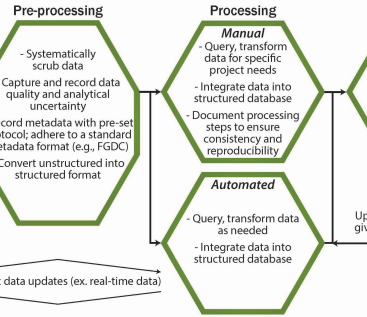 Pre-processing
- Systematically
scrub data
Capture and record data
quality and analytical
uncertainty
ecord metadata with pre-set
otocol; adhere to a standard
etadata format (e.g., FGDC)
Convert unstructured into
structured format
Processing
Manual
- Query, transform
data for specific
project needs
- Integrate data into
structured database
- Document processing
steps to ensure
consistency and
reproducibility
Automated
- Query, transform data
as needed
- Integrate data into
structured database
Up
giv
t data updates (ex. real-time data)